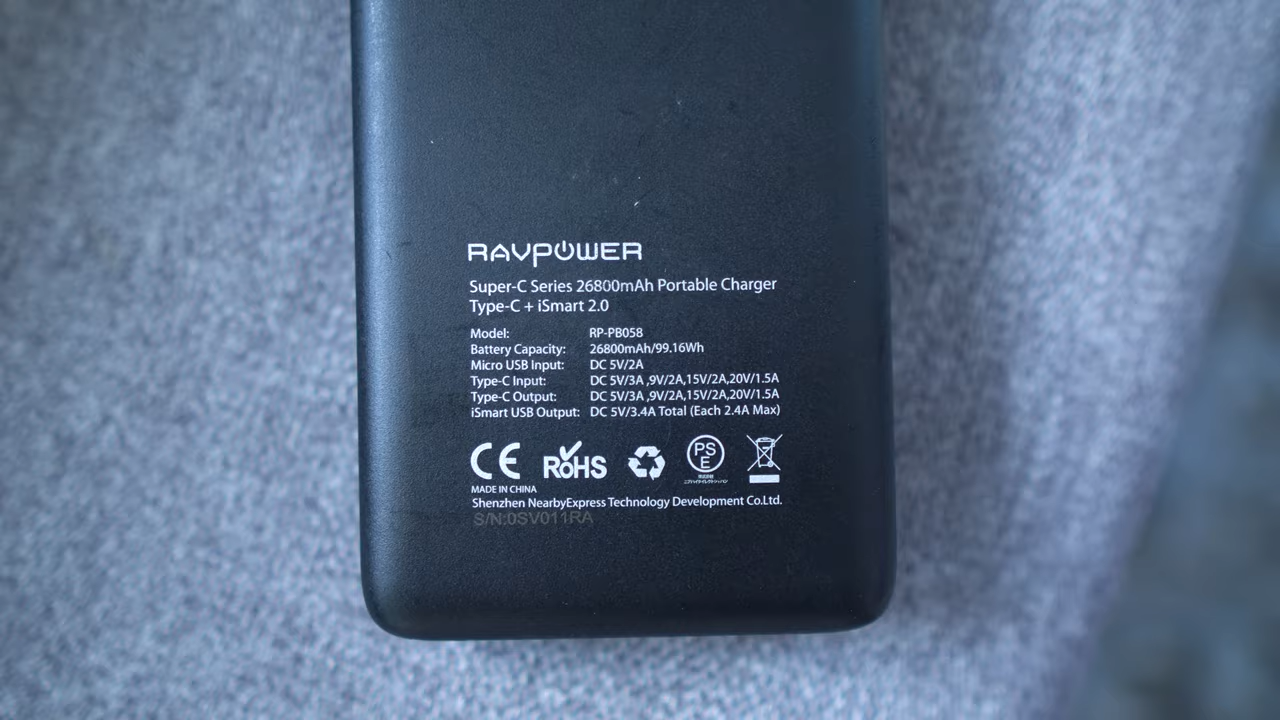 RAVPOWER
Super-C Series 26800mAh Portable Charger
Type-C + iSmart 2.0
Model: RP-PB058
Battery Capacity: 26800mAh/99.16Wh
Micro USB Input: DC 5V/2A
Type-C Input: DC 5V/3A ,9V/2A,15V/2A,20V/1.5A
Type-C Output: DC 5V/3A ,9V/2A,15V/2A,20V/1.5A
iSmart USB Output: DC 5V/3.4A Total (Each 2.4A Max)
CE RoHS PSE
MADE IN CHINA
Shenzhen NearbyExpress Technology Development Co.Ltd.
S/N:0SV011RA